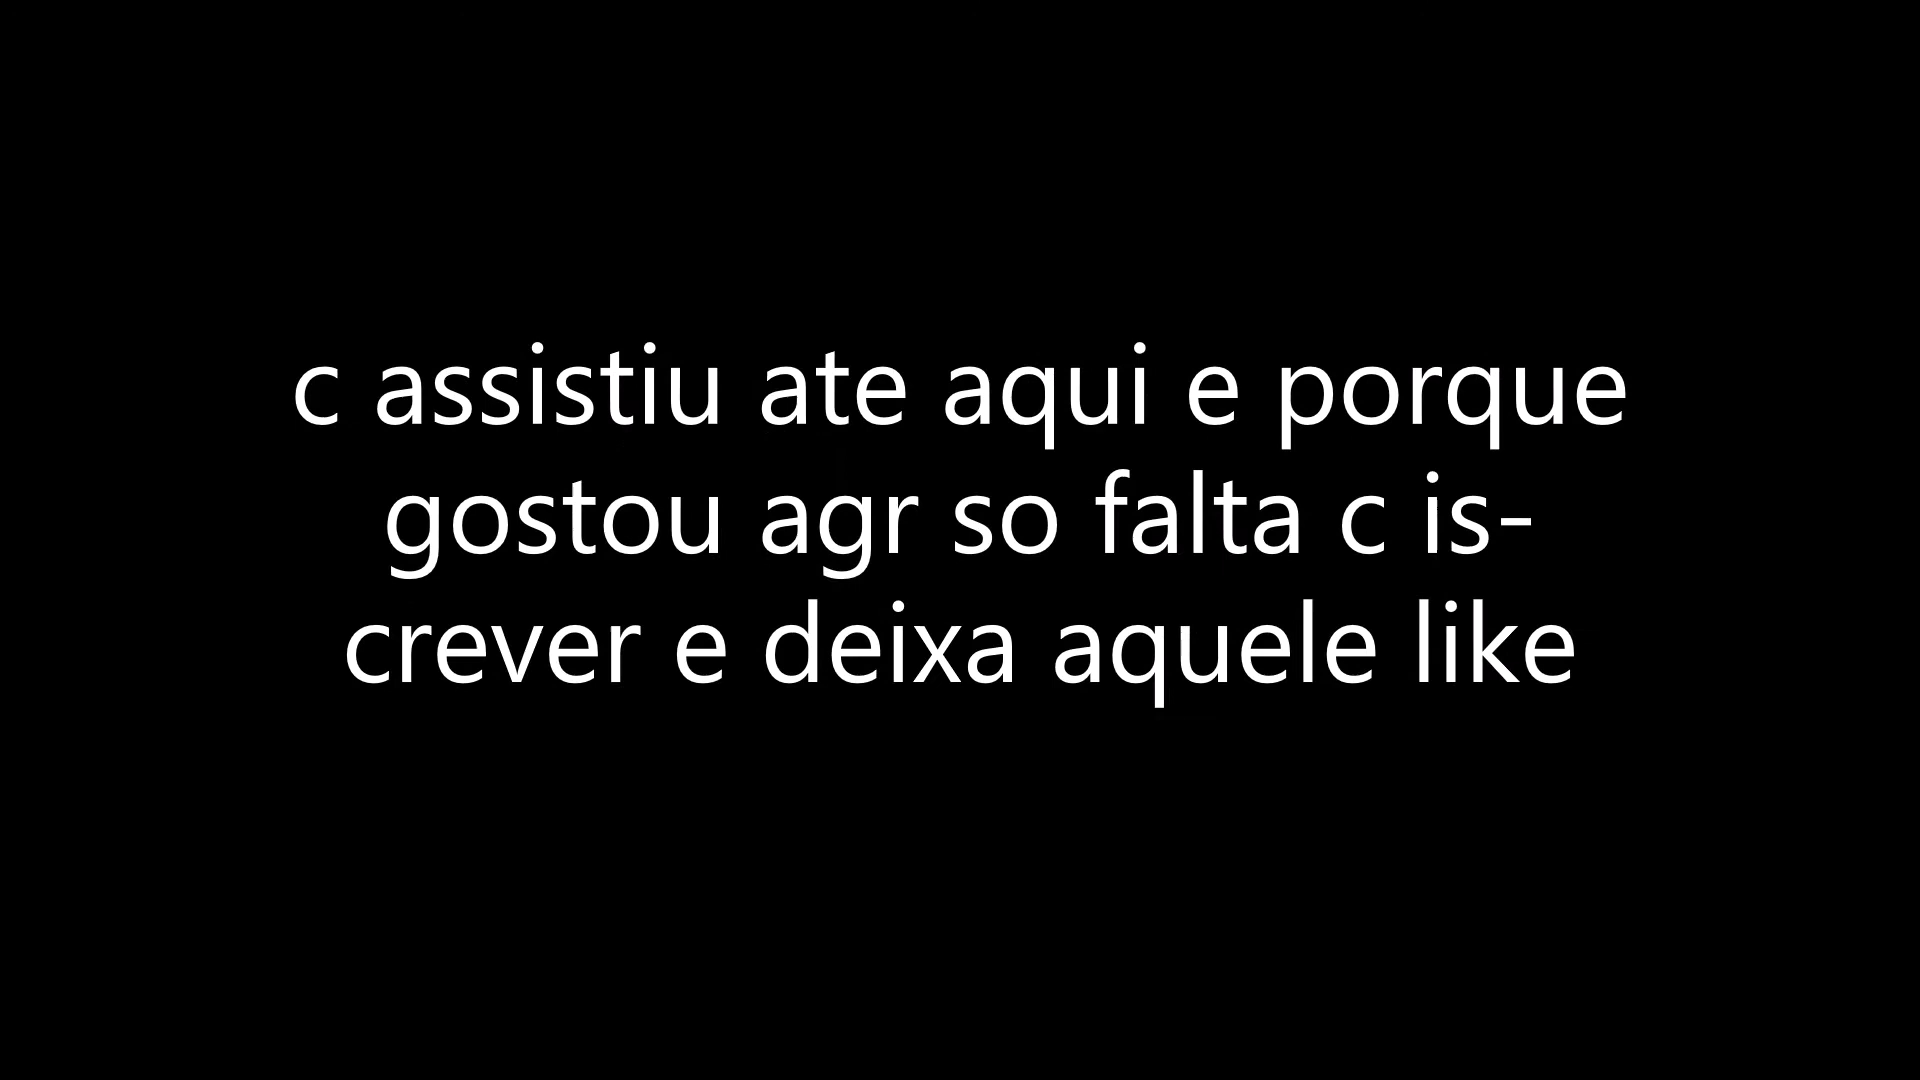 c assistiu ate aqui e porque
gostou agr so falta c is-
crever e deixa aquele like